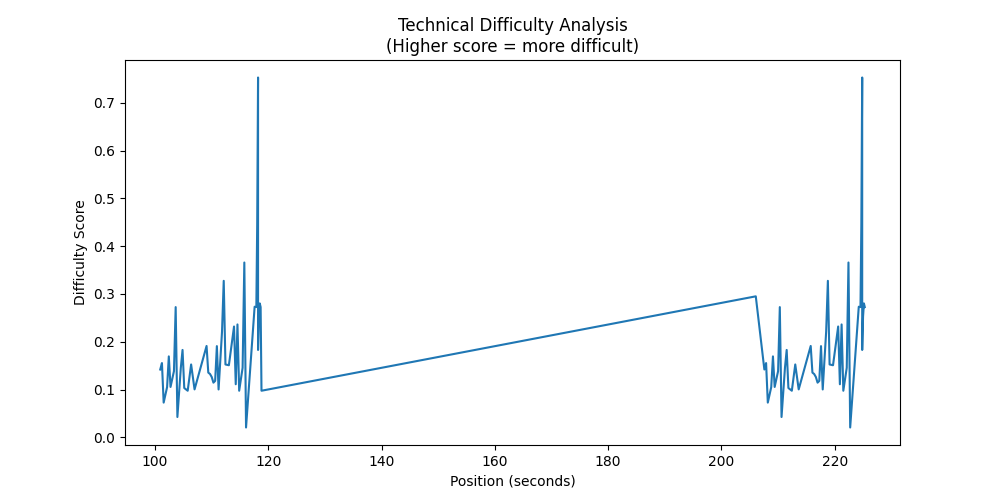 Technical Difficulty Analysis
(Higher score = more difficult)
Difficulty Score
0.7
0.6
0.5
0.4
0.3
0.2
0.1
0.0
100 120 140 160 180 200 220
Position (seconds)